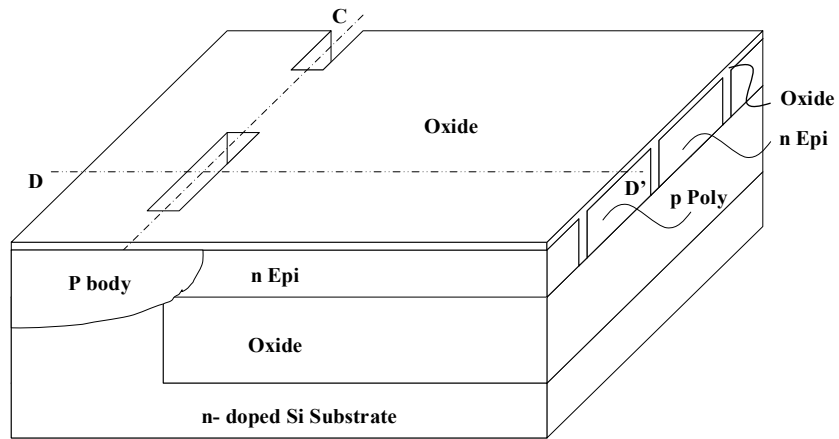 C
Oxide
Oxide
n Epi
D
D'
p Poly
P body
n Epi
Oxide
n- doped Si Substrate